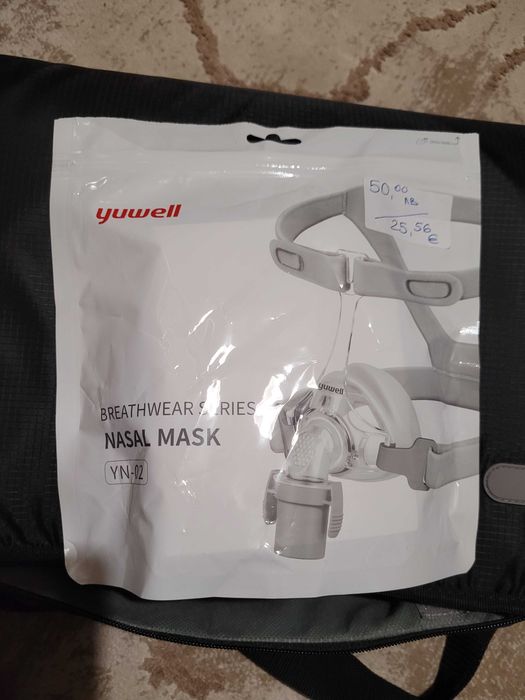 yuwell
50,00
лв.
25,56
€
yuwell
BREATHWEAR SERIES
NASAL MASK
YN-02